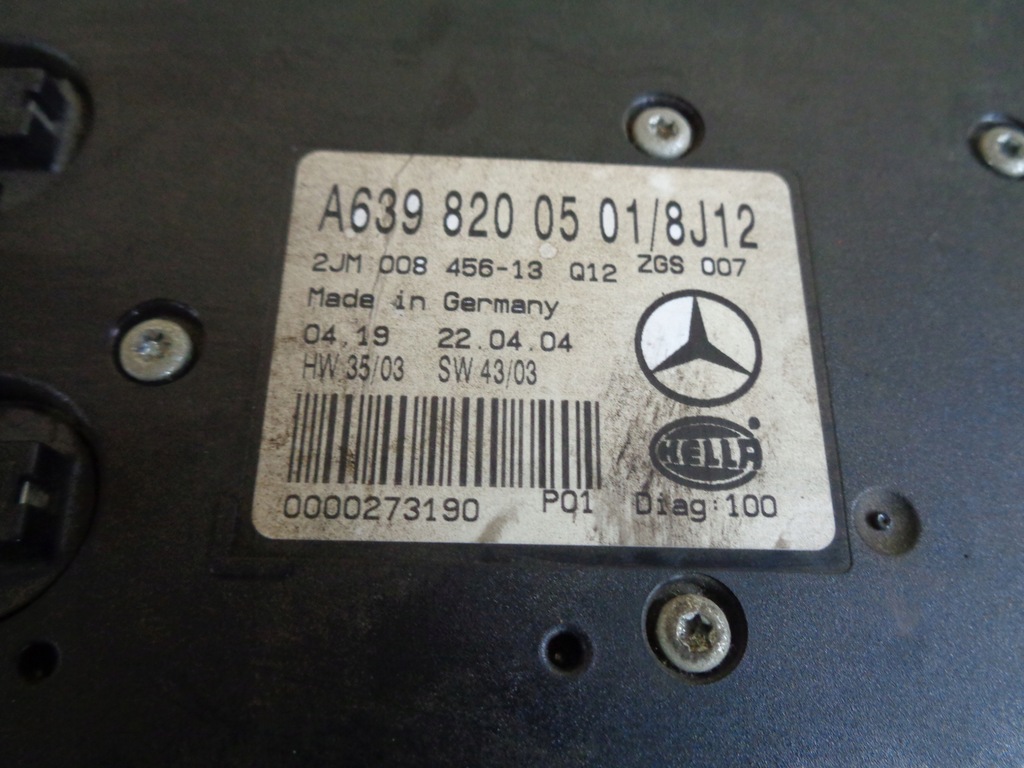 A639 820 05 01/8J12
2JM 008 456-13 Q12 ZGS 007
Made in Germany
04.19 22.04.04
HW 35/03 SW 43/03
HELLA
0000273190 P01 Diag:100